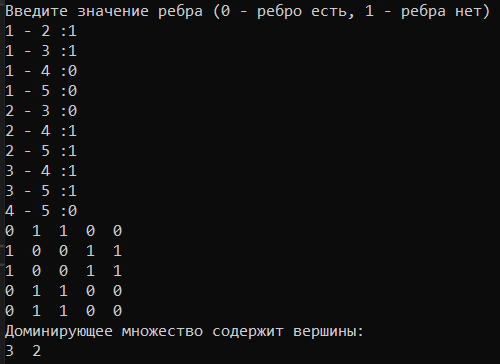 Введите значение ребра (0 - ребро есть, 1 - ребра нет)
1 - 2 :1
1 - 3 :1
1 - 4 :0
1 - 5 :0
2 - 3 :0
2 - 4 :1
2 - 5 :1
3 - 4 :1
3 - 5 :1
4 - 5 :0
0 1 1 0 0
1 0 0 1 1
1 0 0 1 1
0 1 1 0 0
0 1 1 0 0
Доминирующее множество содержит вершины:
3 2